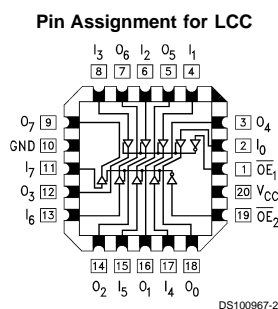 Pin Assignment for LCC
I3 O6 I2 O5 I1
8 7 6 5 4
O7 9
GND 10
I7 11
O3 12
I6 13
3 O4
2 I0
1 OE1
20 VCC
19 OE2
14 15 16 17 18
O2 I5 O1 I4 O0
DS100967-2